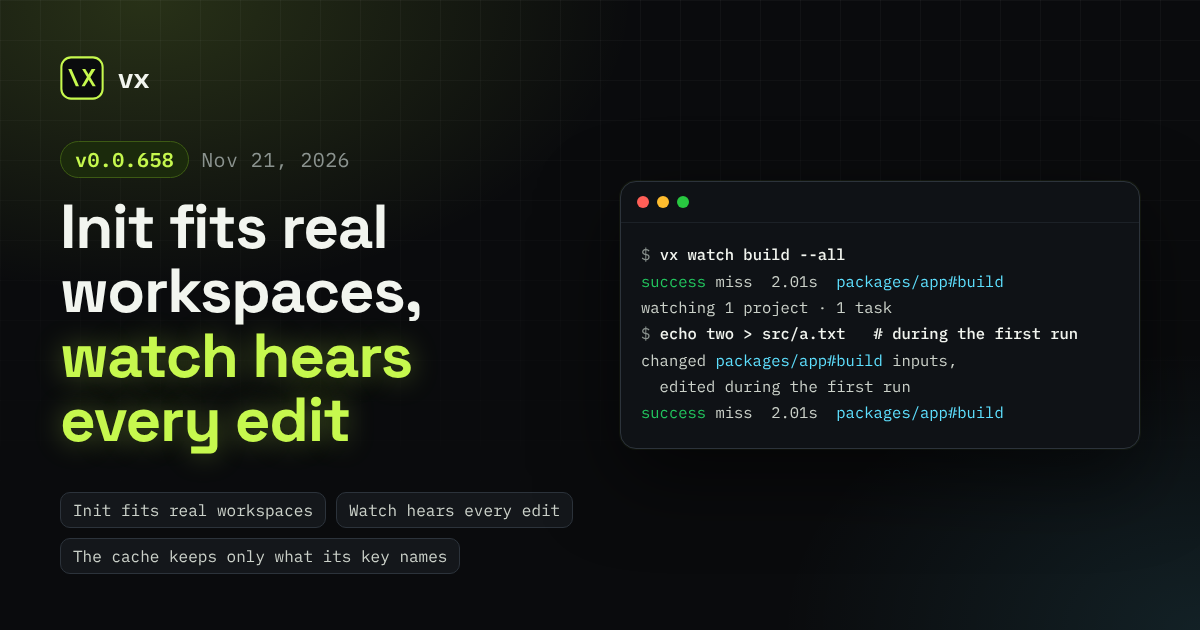 \X vx
v0.0.658 Nov 21, 2026
Init fits real
workspaces,
watch hears
every edit
Init fits real workspaces
Watch hears every edit
The cache keeps only what its key names
$ vx watch build --all
success miss  2.01s  packages/app#build
watching 1 project · 1 task
$ echo two > src/a.txt   # during the first run
changed packages/app#build inputs,
  edited during the first run
success miss  2.01s  packages/app#build